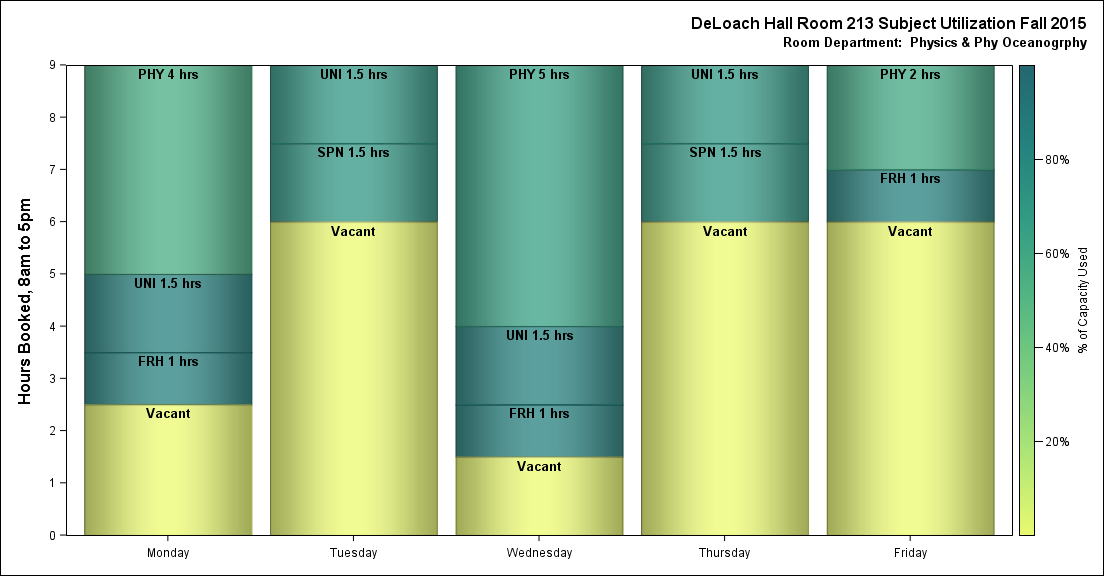 DeLoach Hall Room 213 Subject Utilization Fall 2015
Room Department:  Physics & Phy Oceanogrphy
Hours Booked, 8am to 5pm
9
8
7
6
5
4
3
2
1
0
PHY 4 hrs
UNI 1.5 hrs
FRH 1 hrs
Vacant
UNI 1.5 hrs
SPN 1.5 hrs
Vacant
PHY 5 hrs
UNI 1.5 hrs
FRH 1 hrs
Vacant
UNI 1.5 hrs
SPN 1.5 hrs
Vacant
PHY 2 hrs
FRH 1 hrs
Vacant
Monday
Tuesday
Wednesday
Thursday
Friday
80%
60%
40%
20%
% of Capacity Used